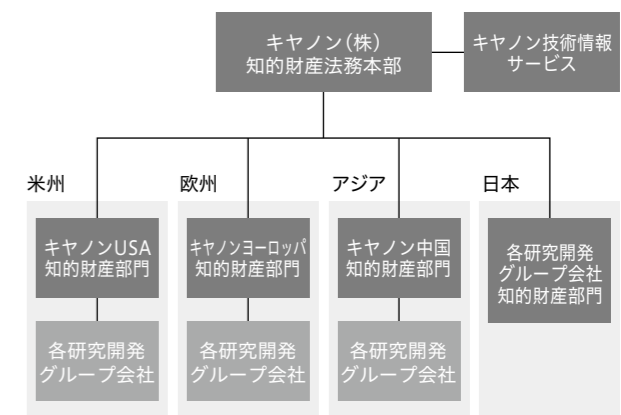 キヤノン（株）
知的財産法務本部
キヤノン技術情報
サービス
米州
欧州
アジア
日本
キヤノンUSA
知的財産部門
キヤノンヨーロッパ
知的財産部門
キヤノン中国
知的財産部門
各研究開発
グループ会社
知的財産部門
各研究開発
グループ会社
各研究開発
グループ会社
各研究開発
グループ会社